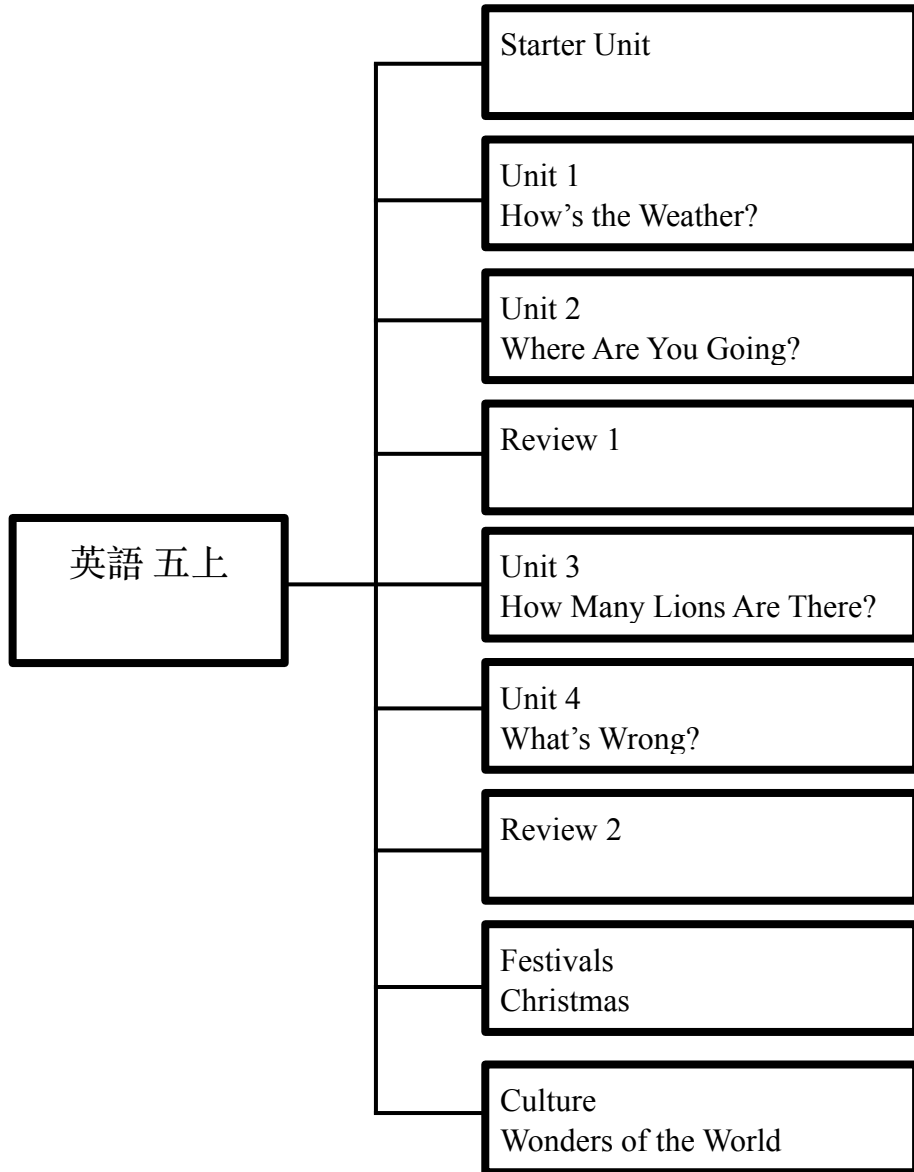 Starter Unit
Unit 1
How’s the Weather?
Unit 2
Where Are You Going?
Review 1
英語 五上
Unit 3
How Many Lions Are There?
Unit 4
What’s Wrong?
Review 2
Festivals
Christmas
Culture
Wonders of the World